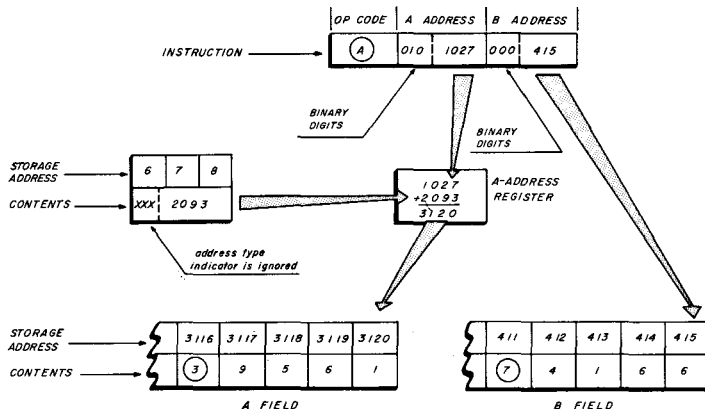 OP CODE A ADDRESS B ADDRESS
INSTRUCTION A 010 1027 000 415
BINARY DIGITS
BINARY DIGITS
STORAGE ADDRESS 6 7 8
CONTENTS XXX 2093
address type indicator is ignored
1027
+2093
3120
A-ADDRESS REGISTER
STORAGE ADDRESS 3116 3117 3118 3119 3120
CONTENTS 3 9 5 6 1
A FIELD
411 412 413 414 415
7 4 1 6 6
B FIELD